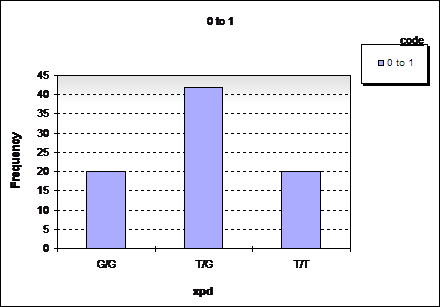 0 to 1
code
0 to 1
45
40
35
30
25
20
15
10
5
0
Frequency
G/G
T/G
T/T
xpd